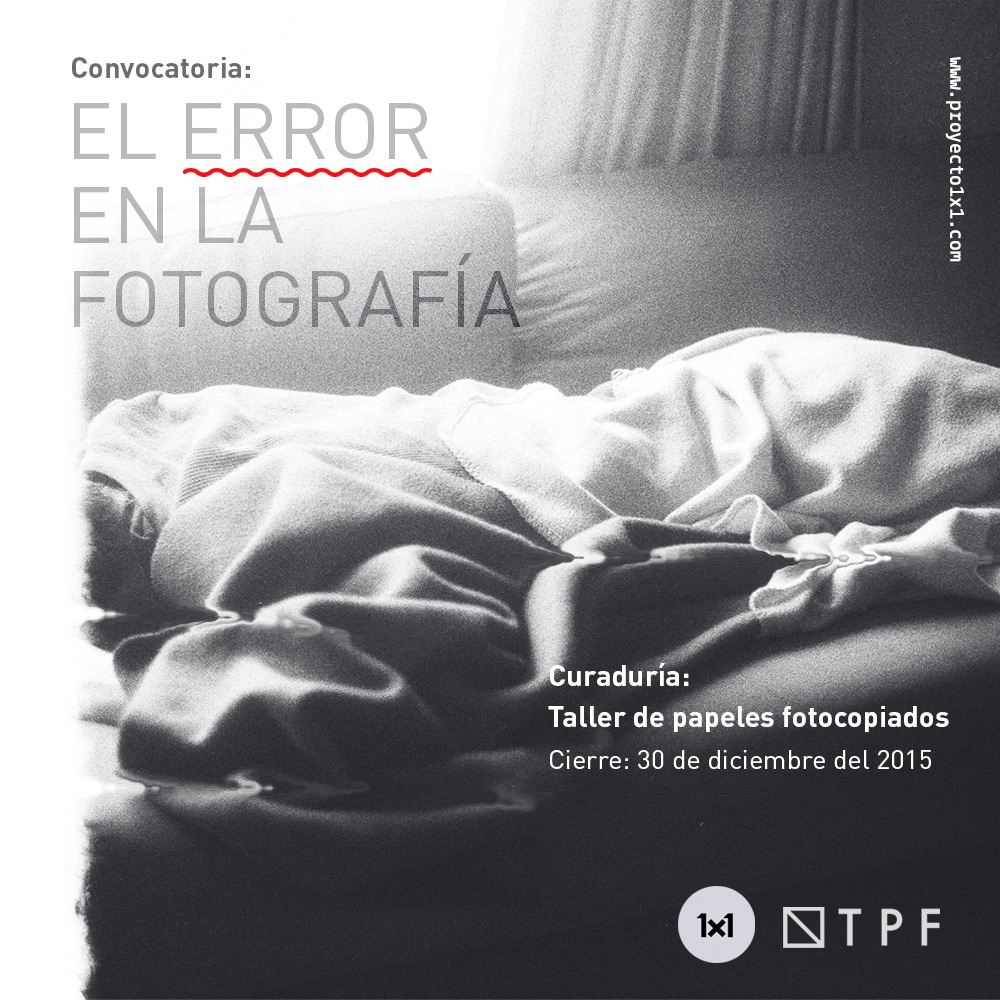 Convocatoria:
EL ERROR
EN LA
FOTOGRAFÍA
www.proyecto1x1.com
Curaduría:
Taller de papeles fotocopiados
Cierre: 30 de diciembre del 2015
1x1
TPF